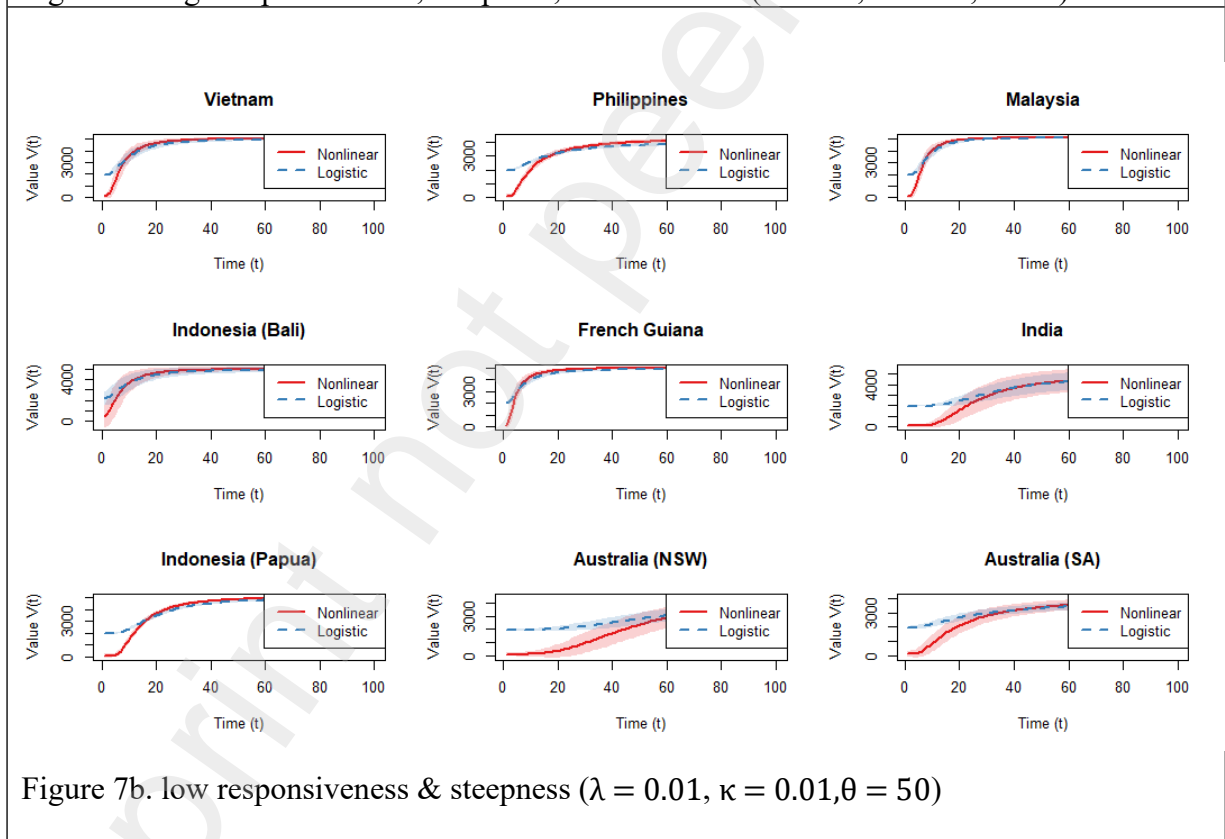 Vietnam
Philippines
Malaysia
Value V(t)
0
3000
Nonlinear
Logistic
0 20 40 60 80 100
Time (t)
Value V(t)
0
3000
Nonlinear
Logistic
0 20 40 60 80 100
Time (t)
Value V(t)
0
3000
Nonlinear
Logistic
0 20 40 60 80 100
Time (t)
Indonesia (Bali)
French Guiana
India
Value V(t)
0
4000
Nonlinear
Logistic
0 20 40 60 80 100
Time (t)
Value V(t)
0
3000
Nonlinear
Logistic
0 20 40 60 80 100
Time (t)
Value V(t)
0
4000
Nonlinear
Logistic
0 20 40 60 80 100
Time (t)
Indonesia (Papua)
Australia (NSW)
Australia (SA)
Value V(t)
0
3000
Nonlinear
Logistic
0 20 40 60 80 100
Time (t)
Value V(t)
0
3000
Nonlinear
Logistic
0 20 40 60 80 100
Time (t)
Value V(t)
0
3000
Nonlinear
Logistic
0 20 40 60 80 100
Time (t)
Figure 7b. low responsiveness & steepness (λ = 0.01, κ = 0.01,θ = 50)
print not peer